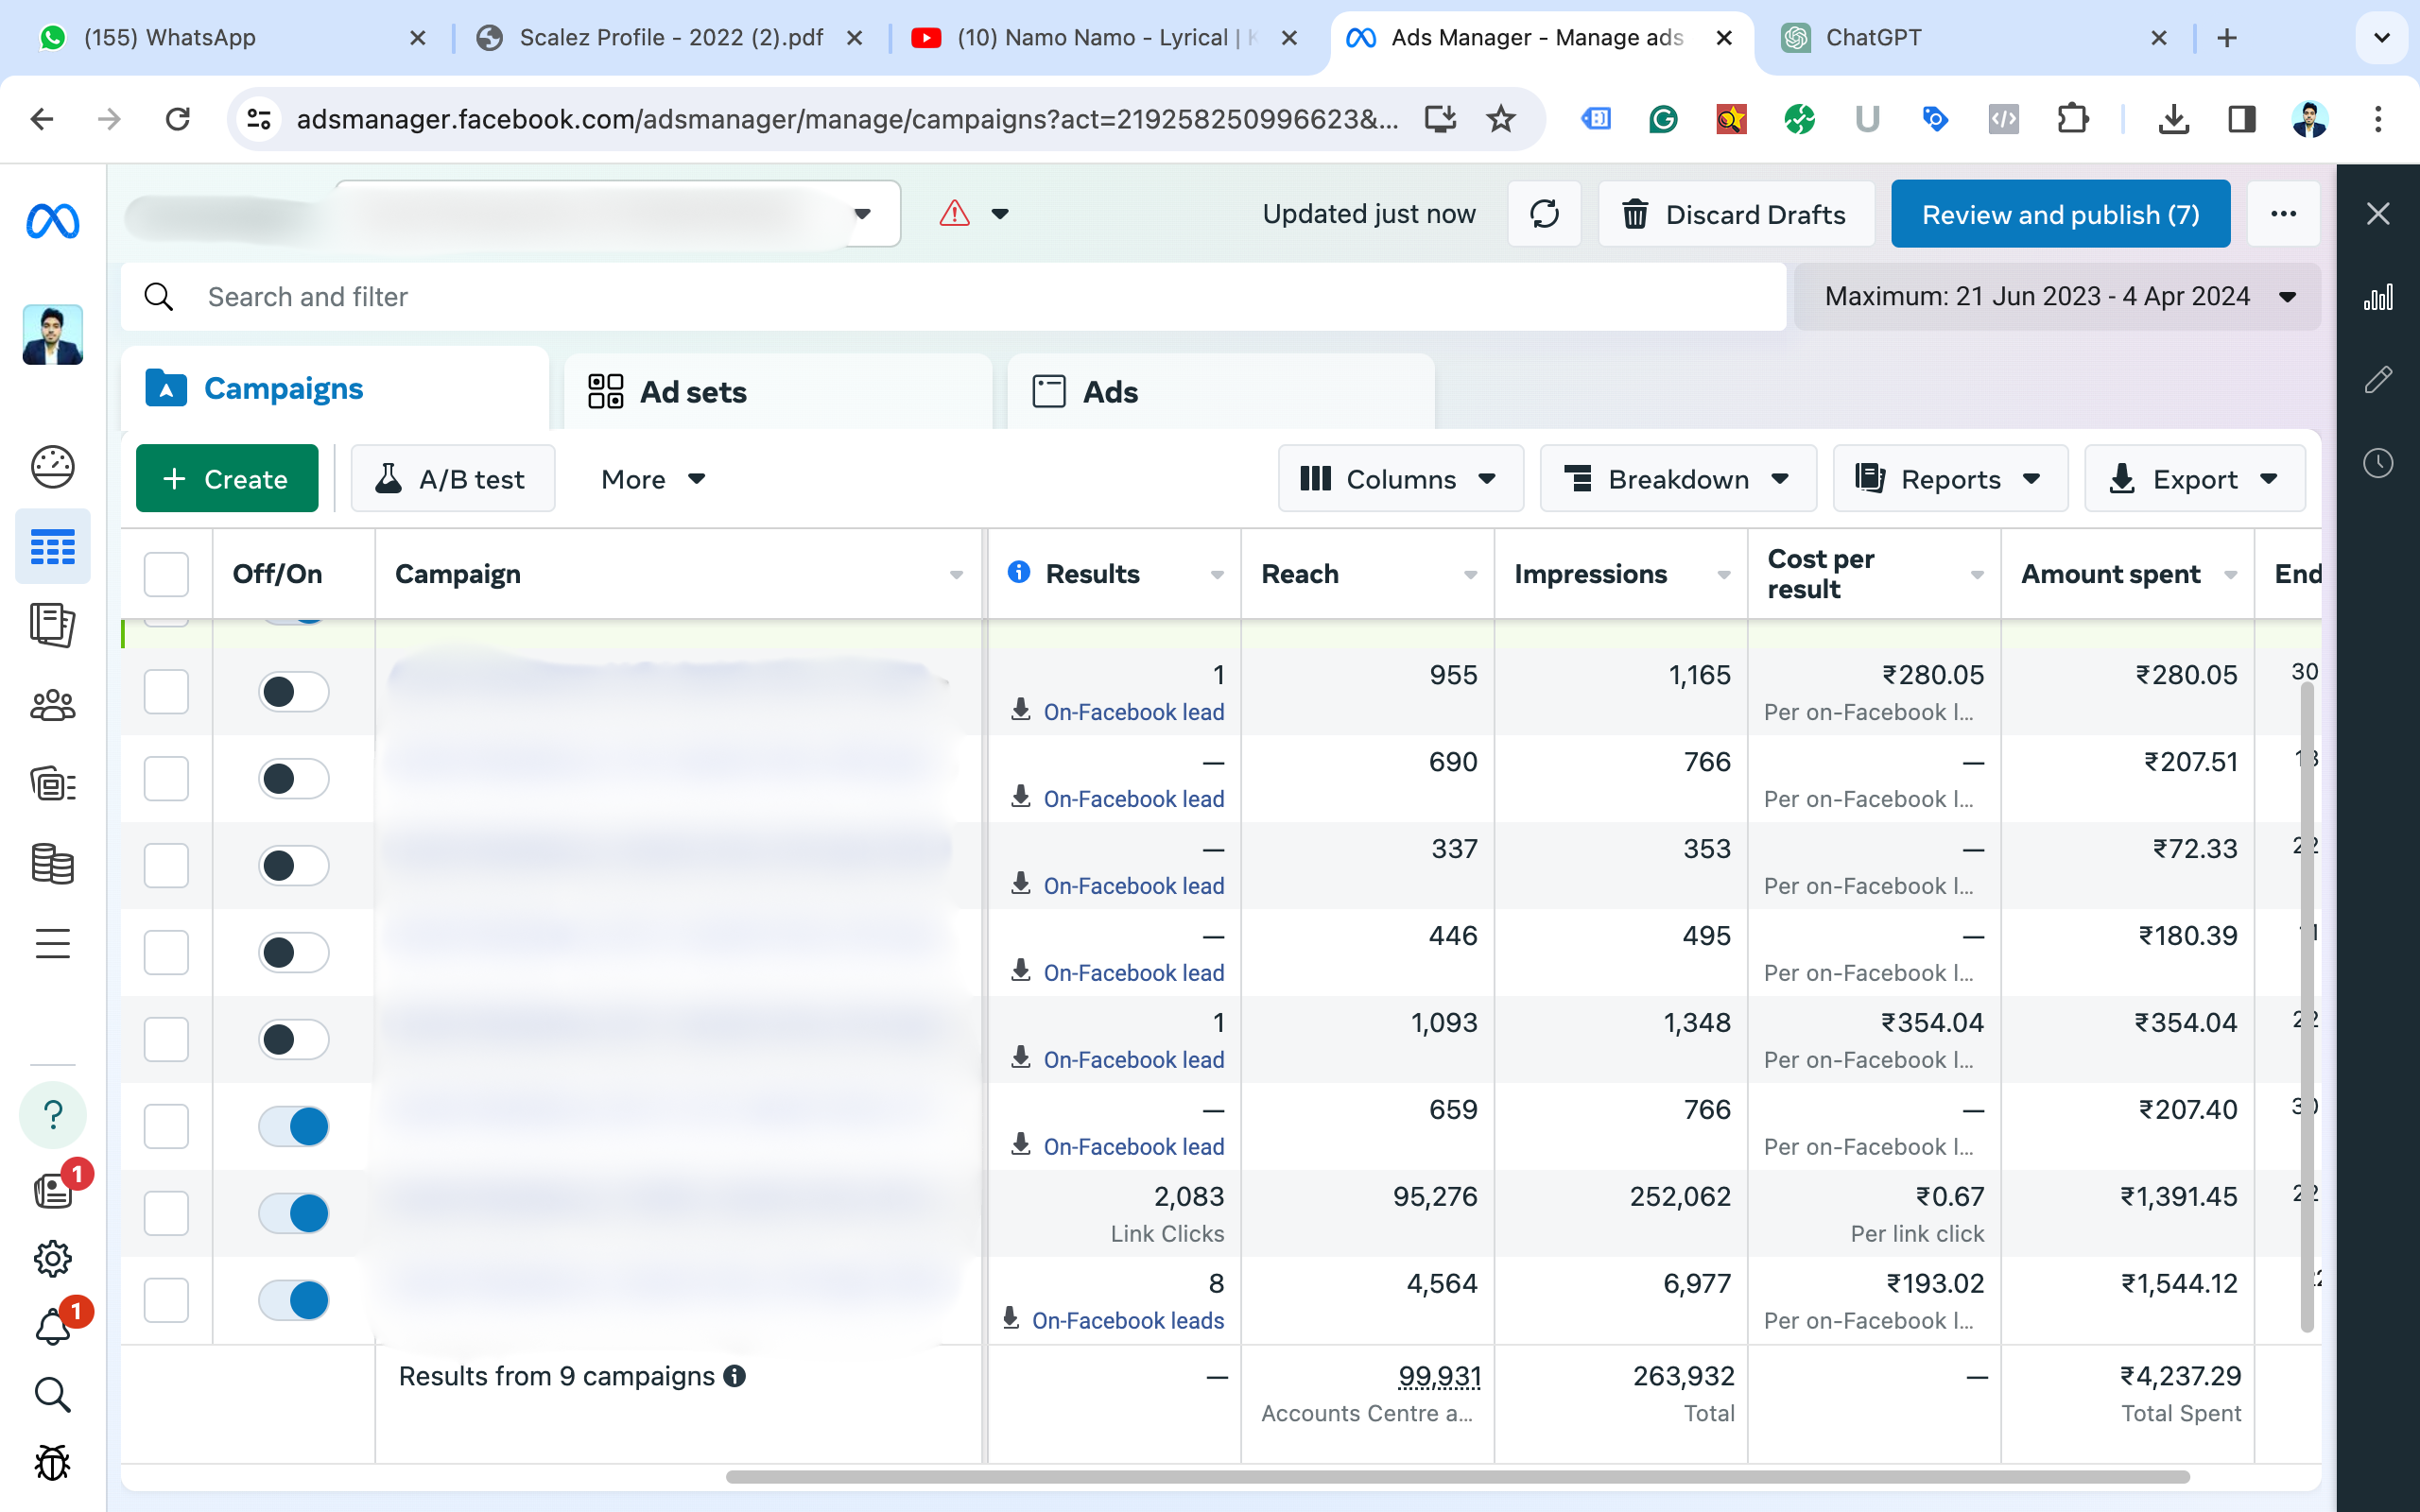 (155) WhatsApp
Scalez Profile - 2022 (2).pdf
(10) Namo Namo - Lyrical |
Ads Manager - Manage ads
ChatGPT
adsmanager.facebook.com/adsmanager/manage/campaigns?act=219258250996623&...
Updated just now
Discard Drafts
Review and publish (7)
Search and filter
Maximum: 21 Jun 2023 - 4 Apr 2024
Campaigns
Ad sets
Ads
+ Create
A/B test
More
Columns
Breakdown
Reports
Export
Off/On
Campaign
Results
Reach
Impressions
Cost per
result
Amount spent
End
1 955 1,165 ₹280.05 ₹280.05 30
On-Facebook lead Per on-Facebook l...
— 690 766 — ₹207.51
On-Facebook lead Per on-Facebook l...
— 337 353 — ₹72.33
On-Facebook lead Per on-Facebook l...
— 446 495 — ₹180.39
On-Facebook lead Per on-Facebook l...
1 1,093 1,348 ₹354.04 ₹354.04
On-Facebook lead Per on-Facebook l...
— 659 766 — ₹207.40
On-Facebook lead Per on-Facebook l...
2,083 95,276 252,062 ₹0.67 ₹1,391.45
Link Clicks Per link click
8 4,564 6,977 ₹193.02 ₹1,544.12
On-Facebook leads Per on-Facebook l...
Results from 9 campaigns — 99,931 263,932 — ₹4,237.29
Accounts Centre a... Total Total Spent
?
1
1